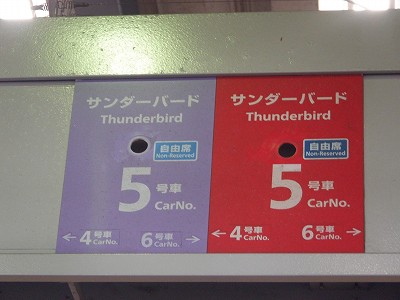 サンダーバード
Thunderbird
自由席
Non-Reserved
5 号車
CarNo.
← 4 号車 CarNo. 6 号車 CarNo. →
サンダーバード
Thunderbird
自由席
Non-Reserved
5 号車
CarNo.
← 4 号車 CarNo. 6 号車 CarNo. →